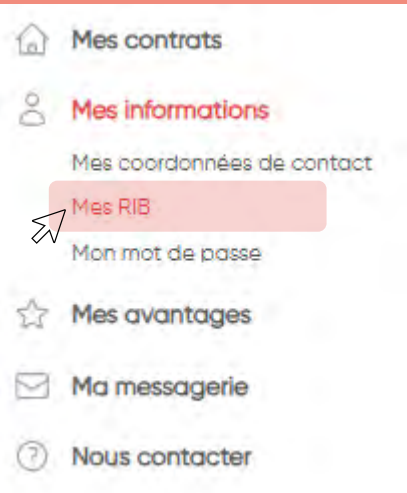 Mes contrats
Mes informations
Mes coordonnées de contact
Mes RIB
Mon mot de passe
Mes avantages
Ma messagerie
Nous contacter